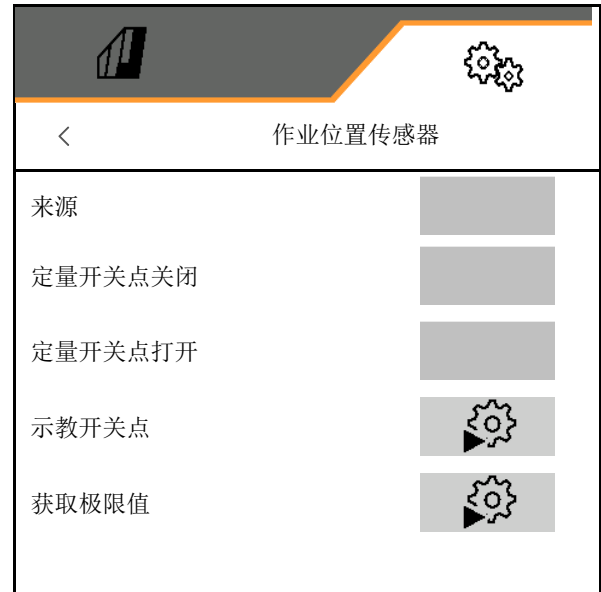 作业位置传感器
来源
定量开关点关闭
定量开关点打开
示教开关点
获取极限值